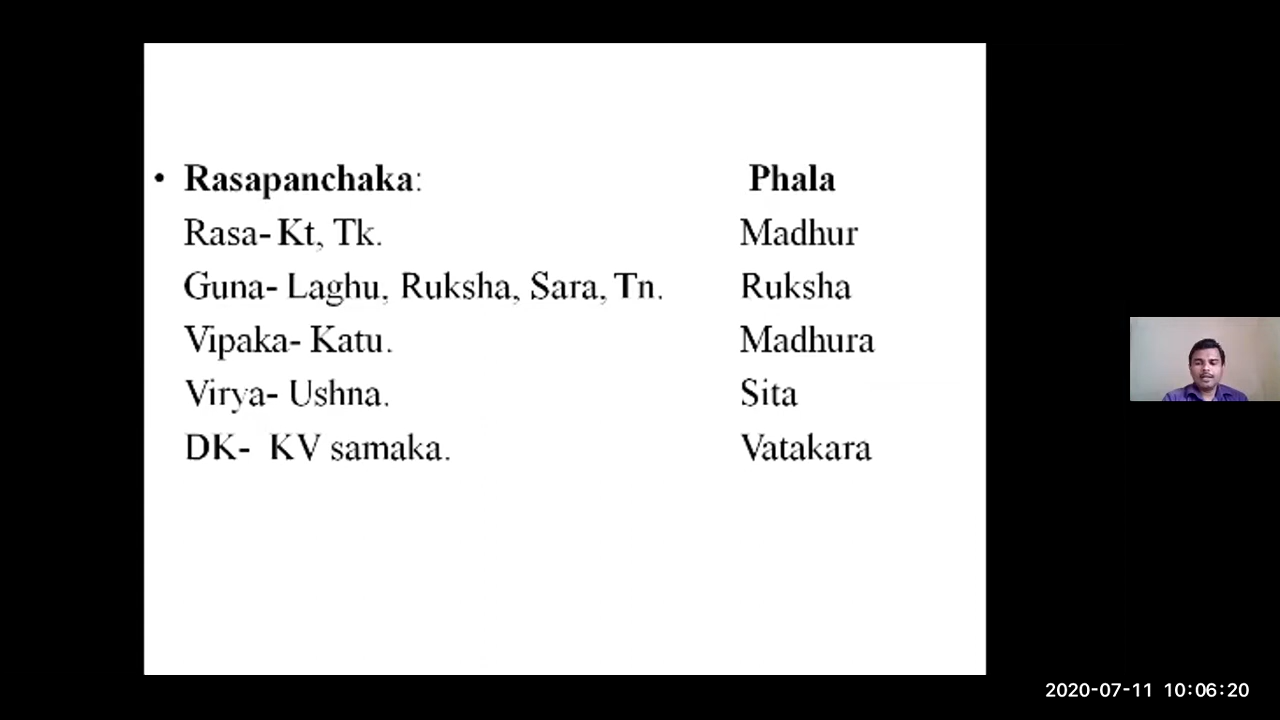 • Rasapanchaka: Phala
Rasa- Kt, Tk. Madhur
Guna- Laghu, Ruksha, Sara, Tn. Ruksha
Vipaka- Katu. Madhura
Virya- Ushna. Sita
DK- KV samaka. Vatakara
2020-07-11 10:06:20